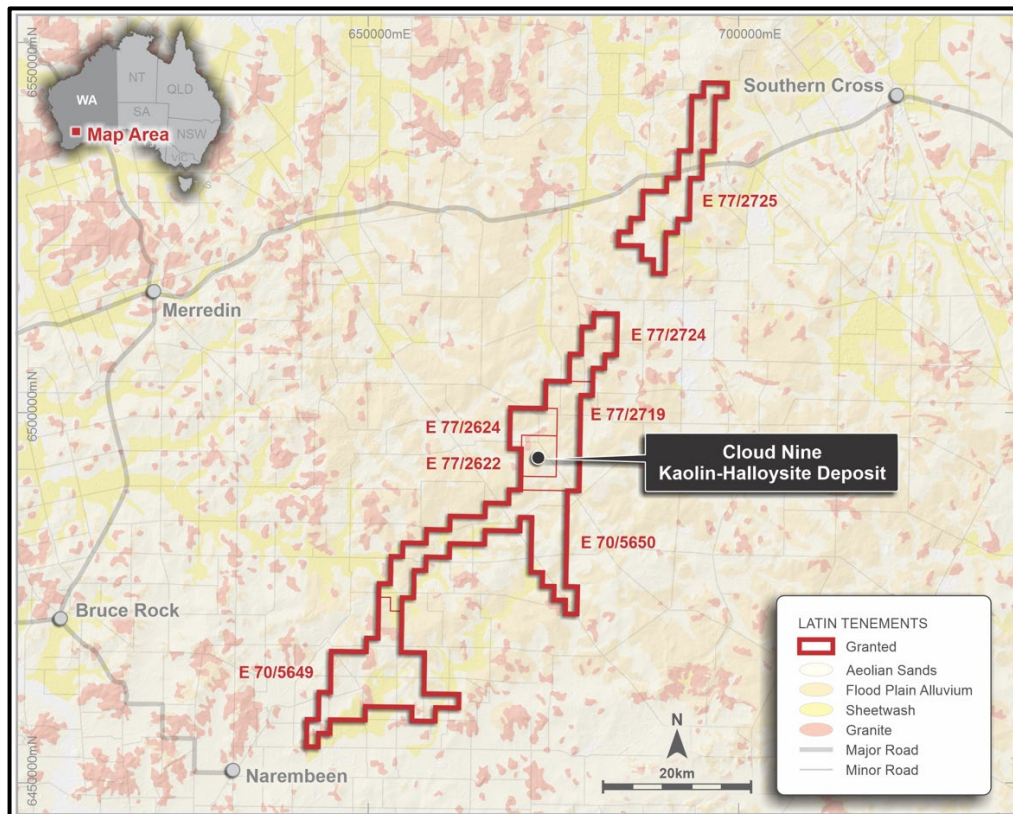 650000mE
700000mE
6550000mN
6500000mN
6450000mN
WA
NT
QLD
SA
NSW
VIC
Map Area
Southern Cross
E 77/2725
Merredin
E 77/2724
E 77/2624
E 77/2719
E 77/2622
Cloud Nine
Kaolin-Halloysite Deposit
E 70/5650
Bruce Rock
E 70/5649
Narembeen
N
20km
LATIN TENEMENTS
Granted
Aeolian Sands
Flood Plain Alluvium
Sheetwash
Granite
Major Road
Minor Road